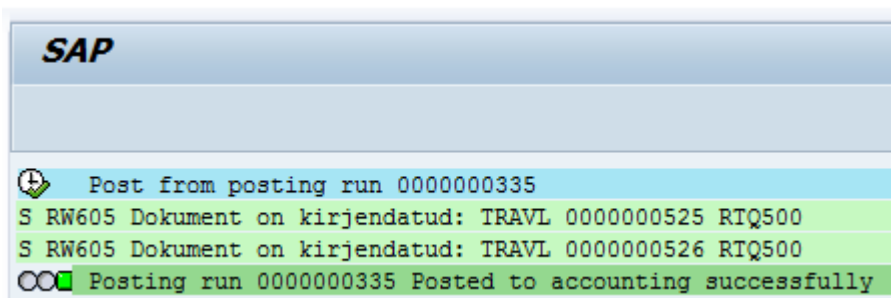 SAP
Post from posting run 0000000335
S RW605 Dokument on kirjendatud: TRAVL 0000000525 RTQ500
S RW605 Dokument on kirjendatud: TRAVL 0000000526 RTQ500
Posting run 0000000335 Posted to accounting successfully